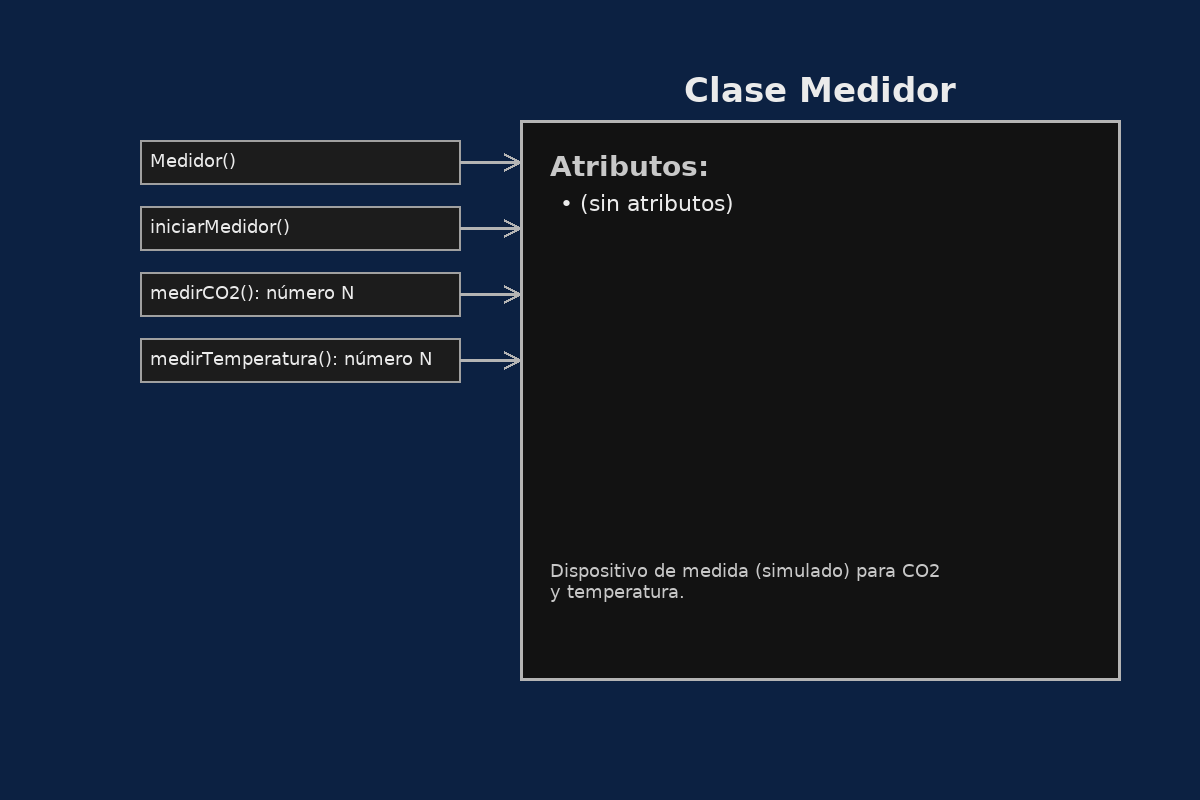 Clase Medidor
Medidor()
iniciarMedidor()
medirCO2(): número N
medirTemperatura(): número N
Atributos:
• (sin atributos)
Dispositivo de medida (simulado) para CO2
y temperatura.